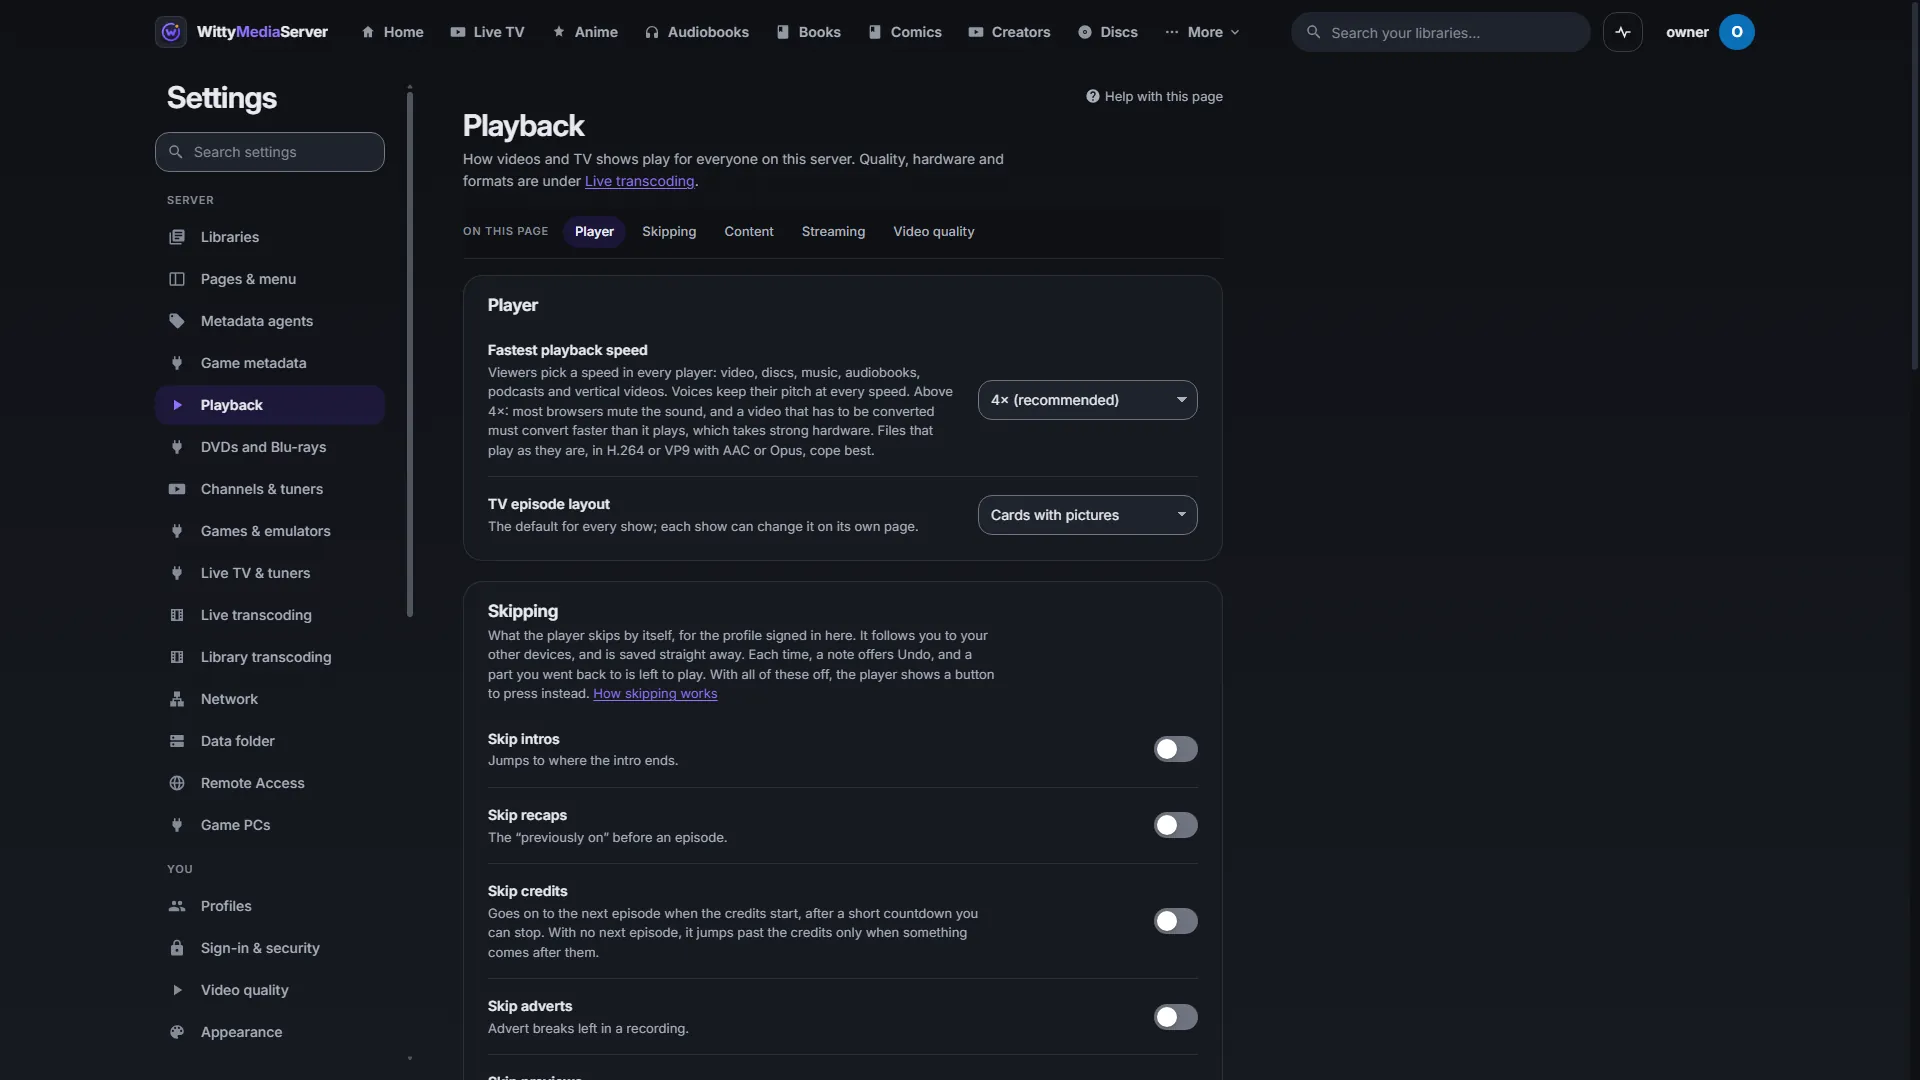 WittyMediaServer
Home
Live TV
Anime
Audiobooks
Books
Comics
Creators
Discs
More
Search your libraries...
owner
O
Settings
Search settings
SERVER
Libraries
Pages & menu
Metadata agents
Game metadata
Playback
DVDs and Blu-rays
Channels & tuners
Games & emulators
Live TV & tuners
Live transcoding
Library transcoding
Network
Data folder
Remote Access
Game PCs
YOU
Profiles
Sign-in & security
Video quality
Appearance
Help with this page
Playback
How videos and TV shows play for everyone on this server. Quality, hardware and
formats are under Live transcoding.
ON THIS PAGE
Player
Skipping
Content
Streaming
Video quality
Player
Fastest playback speed
Viewers pick a speed in every player: video, discs, music, audiobooks,
podcasts and vertical videos. Voices keep their pitch at every speed. Above
4×: most browsers mute the sound, and a video that has to be converted
must convert faster than it plays, which takes strong hardware. Files that
play as they are, in H.264 or VP9 with AAC or Opus, cope best.
4× (recommended)
TV episode layout
The default for every show; each show can change it on its own page.
Cards with pictures
Skipping
What the player skips by itself, for the profile signed in here. It follows you to your
other devices, and is saved straight away. Each time, a note offers Undo, and a
part you went back to is left to play. With all of these off, the player shows a button
to press instead. How skipping works
Skip intros
Jumps to where the intro ends.
Skip recaps
The “previously on” before an episode.
Skip credits
Goes on to the next episode when the credits start, after a short countdown you
can stop. With no next episode, it jumps past the credits only when something
comes after them.
Skip adverts
Advert breaks left in a recording.